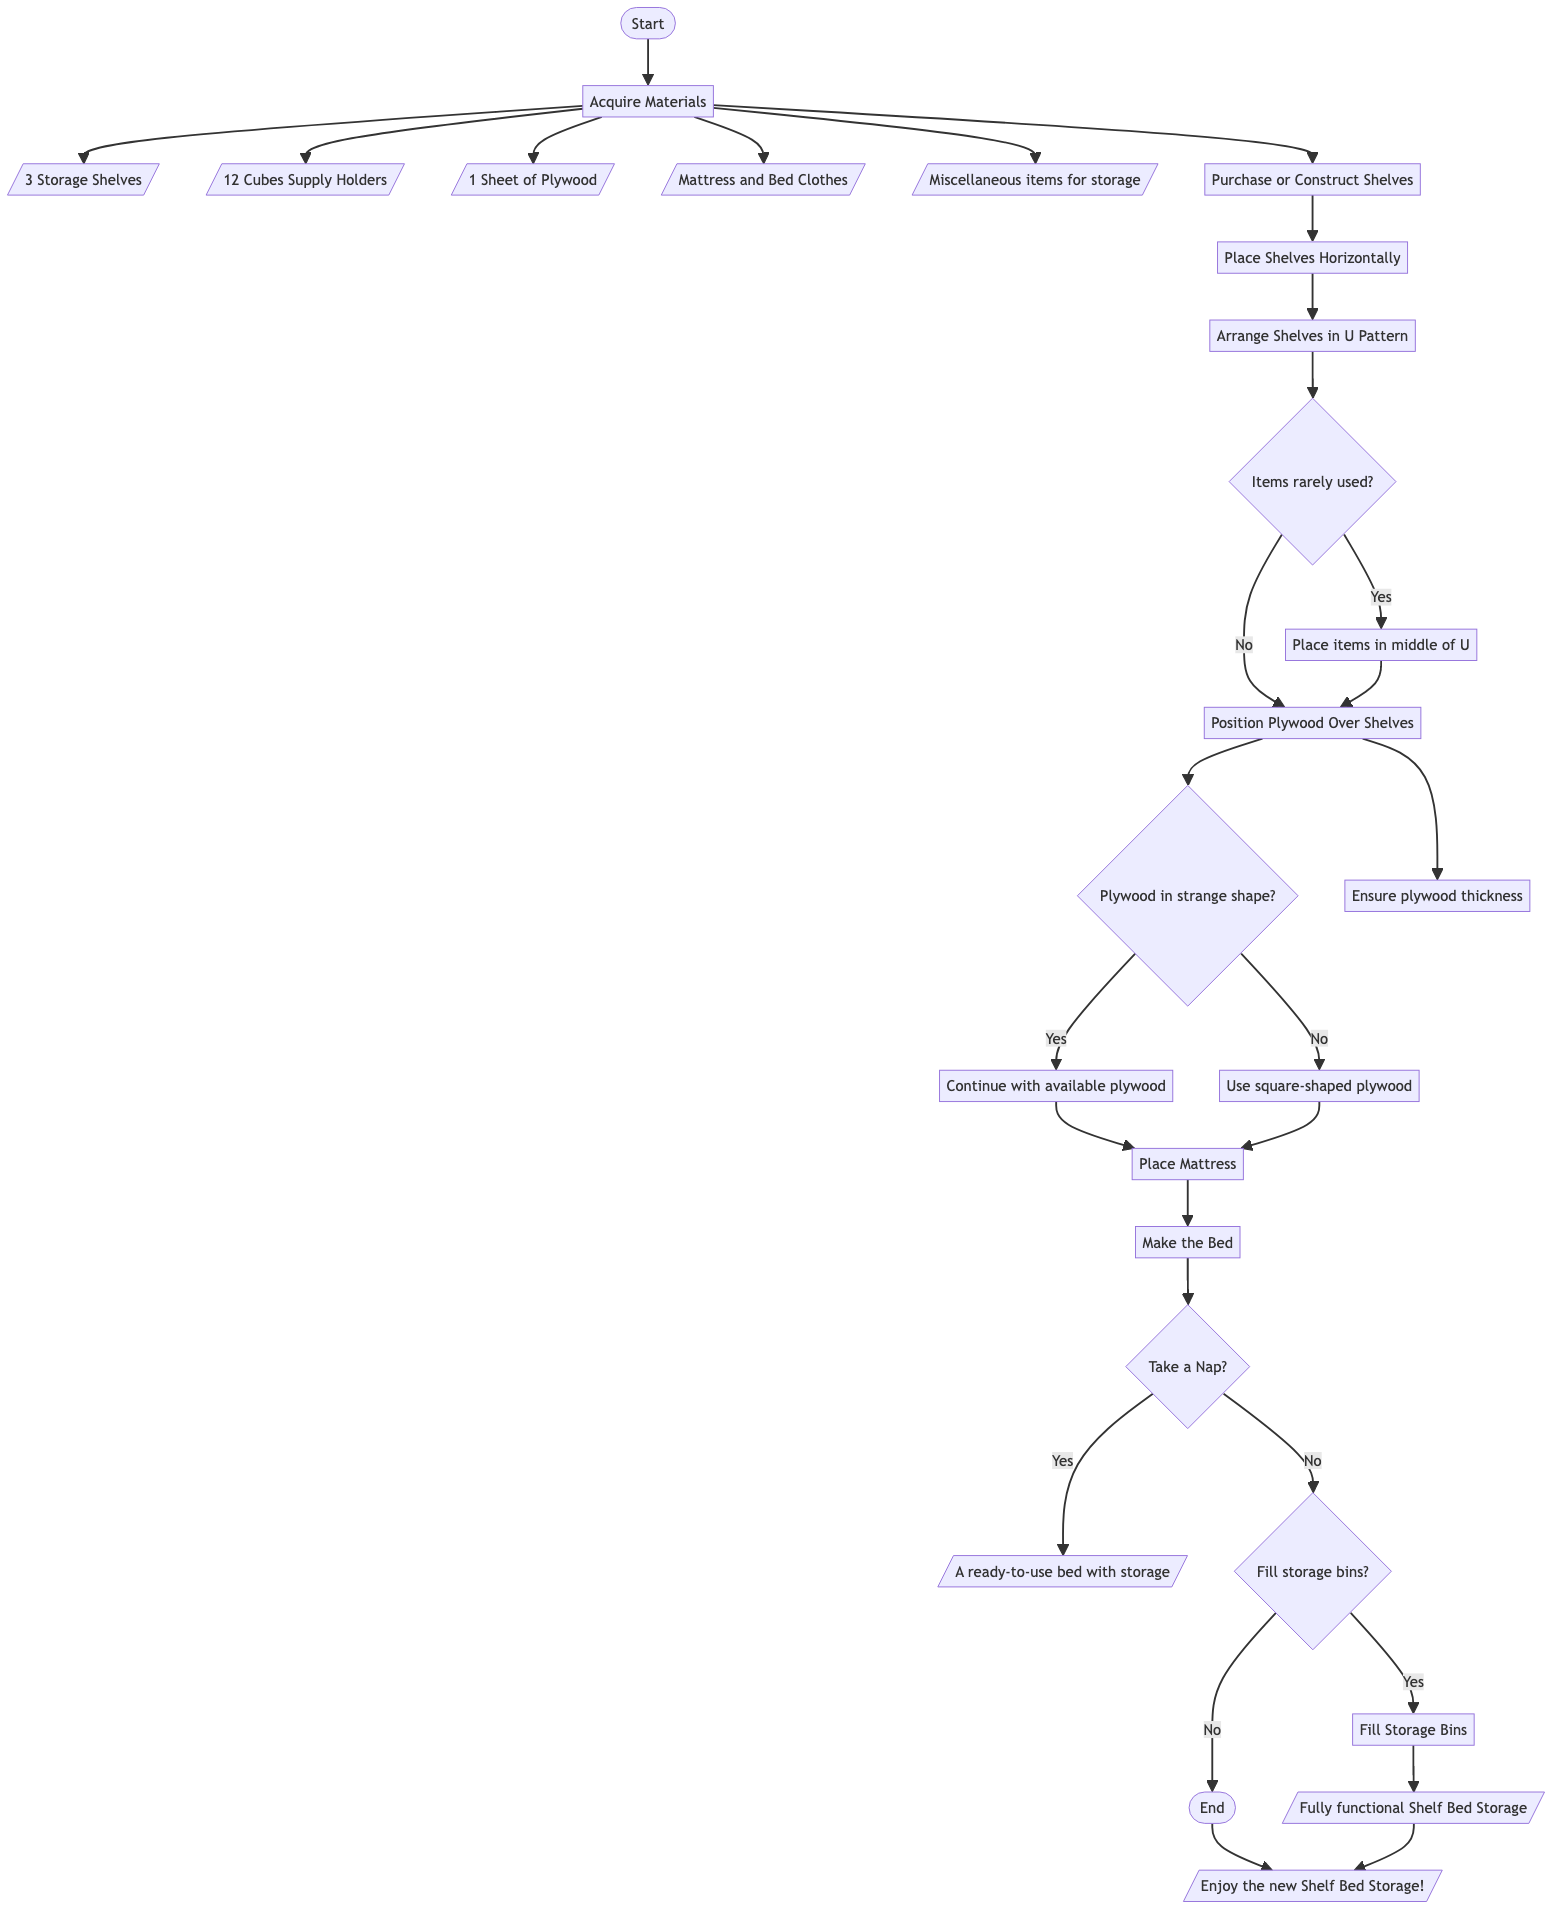 Start
Acquire Materials
3 Storage Shelves
12 Cubes Supply Holders
1 Sheet of Plywood
Mattress and Bed Clothes
Miscellaneous items for storage
Purchase or Construct Shelves
Place Shelves Horizontally
Arrange Shelves in U Pattern
Items rarely used?
Yes
No
Place items in middle of U
Position Plywood Over Shelves
Plywood in strange shape?
Ensure plywood thickness
Yes
No
Continue with available plywood
Use square-shaped plywood
Place Mattress
Make the Bed
Take a Nap?
Yes
No
A ready-to-use bed with storage
Fill storage bins?
Yes
No
Fill Storage Bins
End
Fully functional Shelf Bed Storage
Enjoy the new Shelf Bed Storage!